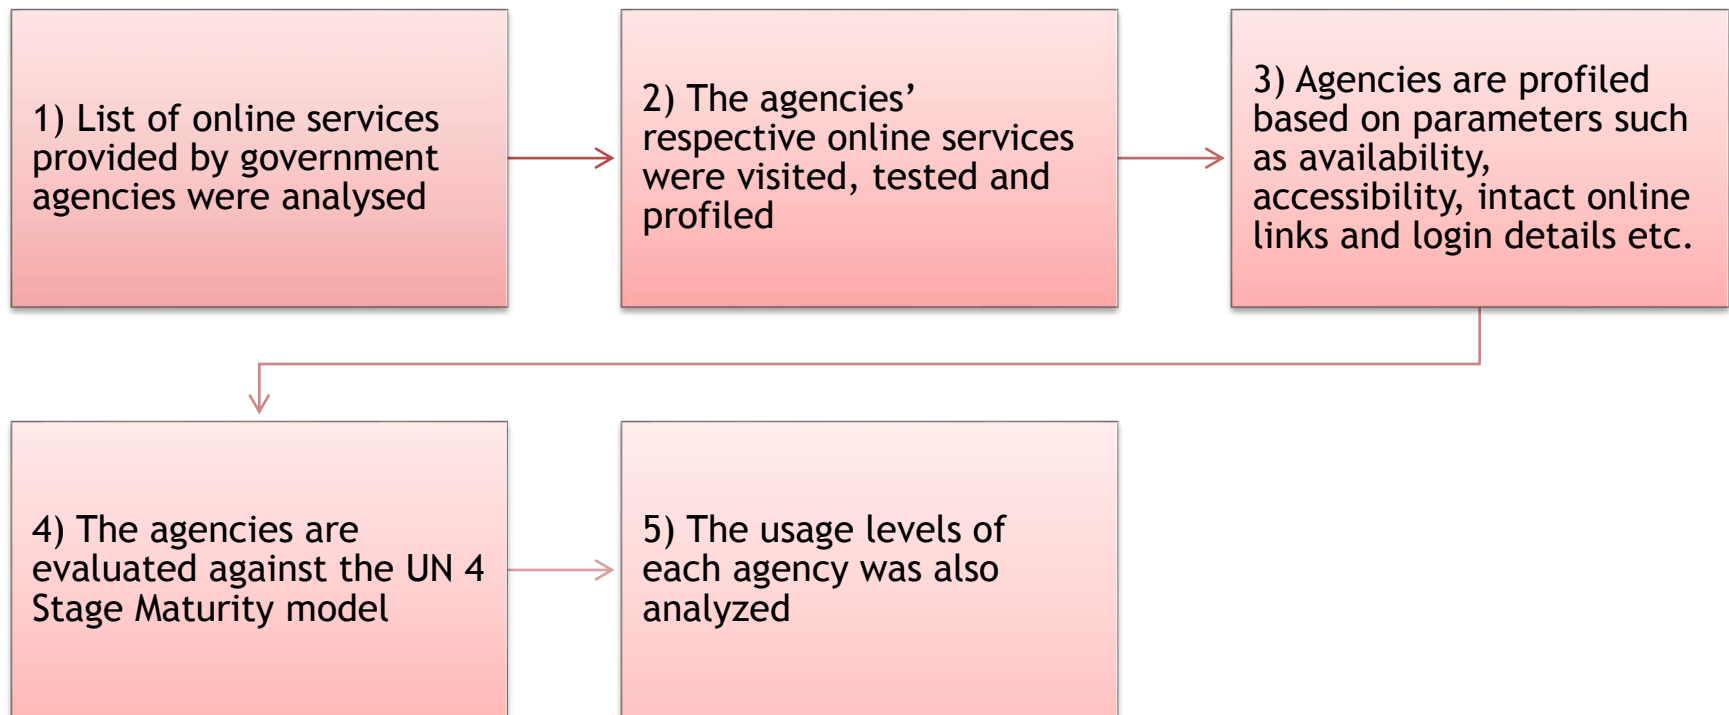 1) List of online services
provided by government
agencies were analysed
2) The agencies’
respective online services
were visited, tested and
profiled
3) Agencies are profiled
based on parameters such
as availability,
accessibility, intact online
links and login details etc.
4) The agencies are
evaluated against the UN 4
Stage Maturity model
5) The usage levels of
each agency was also
analyzed